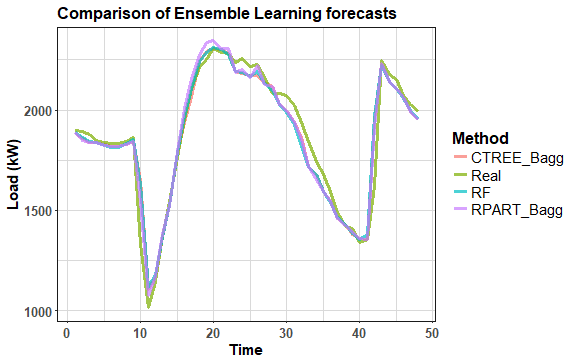 Comparison of Ensemble Learning forecasts
Load (kW)
2000
1500
1000
0
10
20
30
40
50
Time
Method
CTREE_Bagg
Real
RF
RPART_Bagg